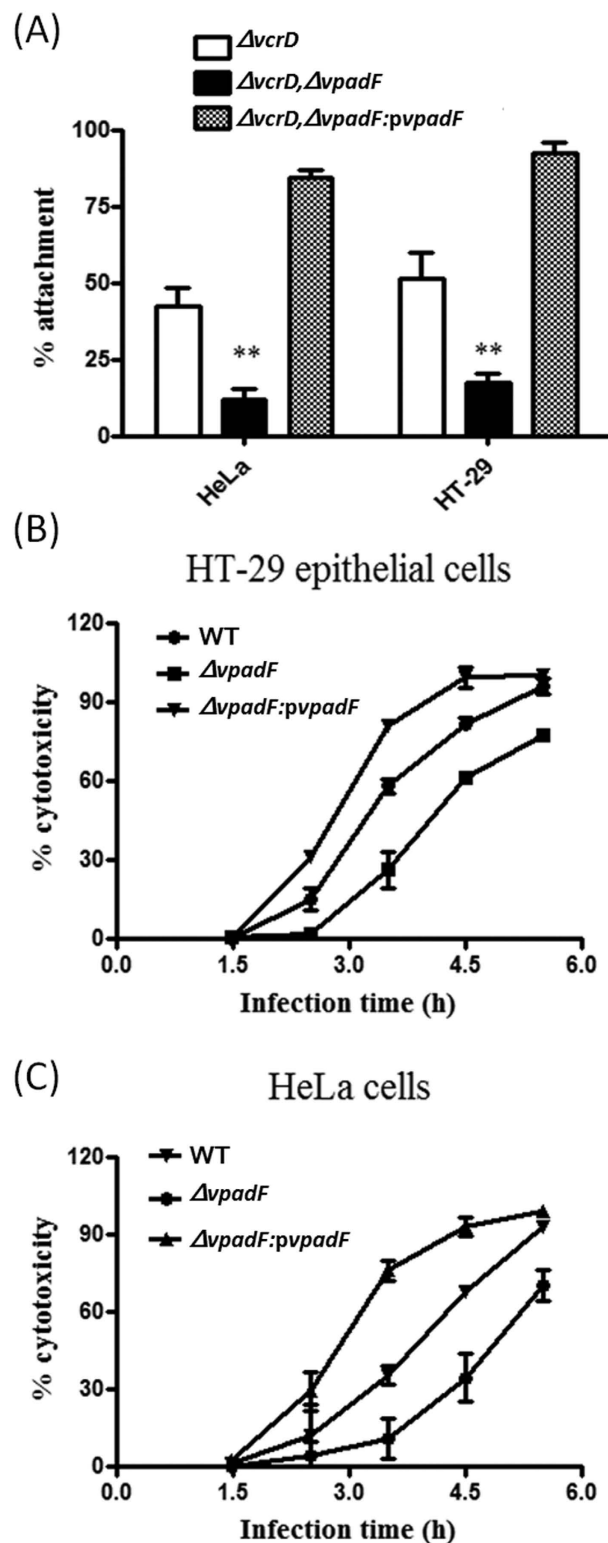 (A)
ΔvcrD
ΔvcrD,ΔvpadF
ΔvcrD,ΔvpadF:pvpadF
100
75
50
25
0
% attachment
**
**
HeLa
HT-29
(B)
HT-29 epithelial cells
WT
ΔvpadF
ΔvpadF:pvpadF
120
90
60
30
0
% cytotoxicity
0.0 1.5 3.0 4.5 6.0
Infection time (h)
(C)
HeLa cells
WT
ΔvpadF
ΔvpadF:pvpadF
120
90
60
30
0
% cytotoxicity
0.0 1.5 3.0 4.5 6.0
Infection time (h)